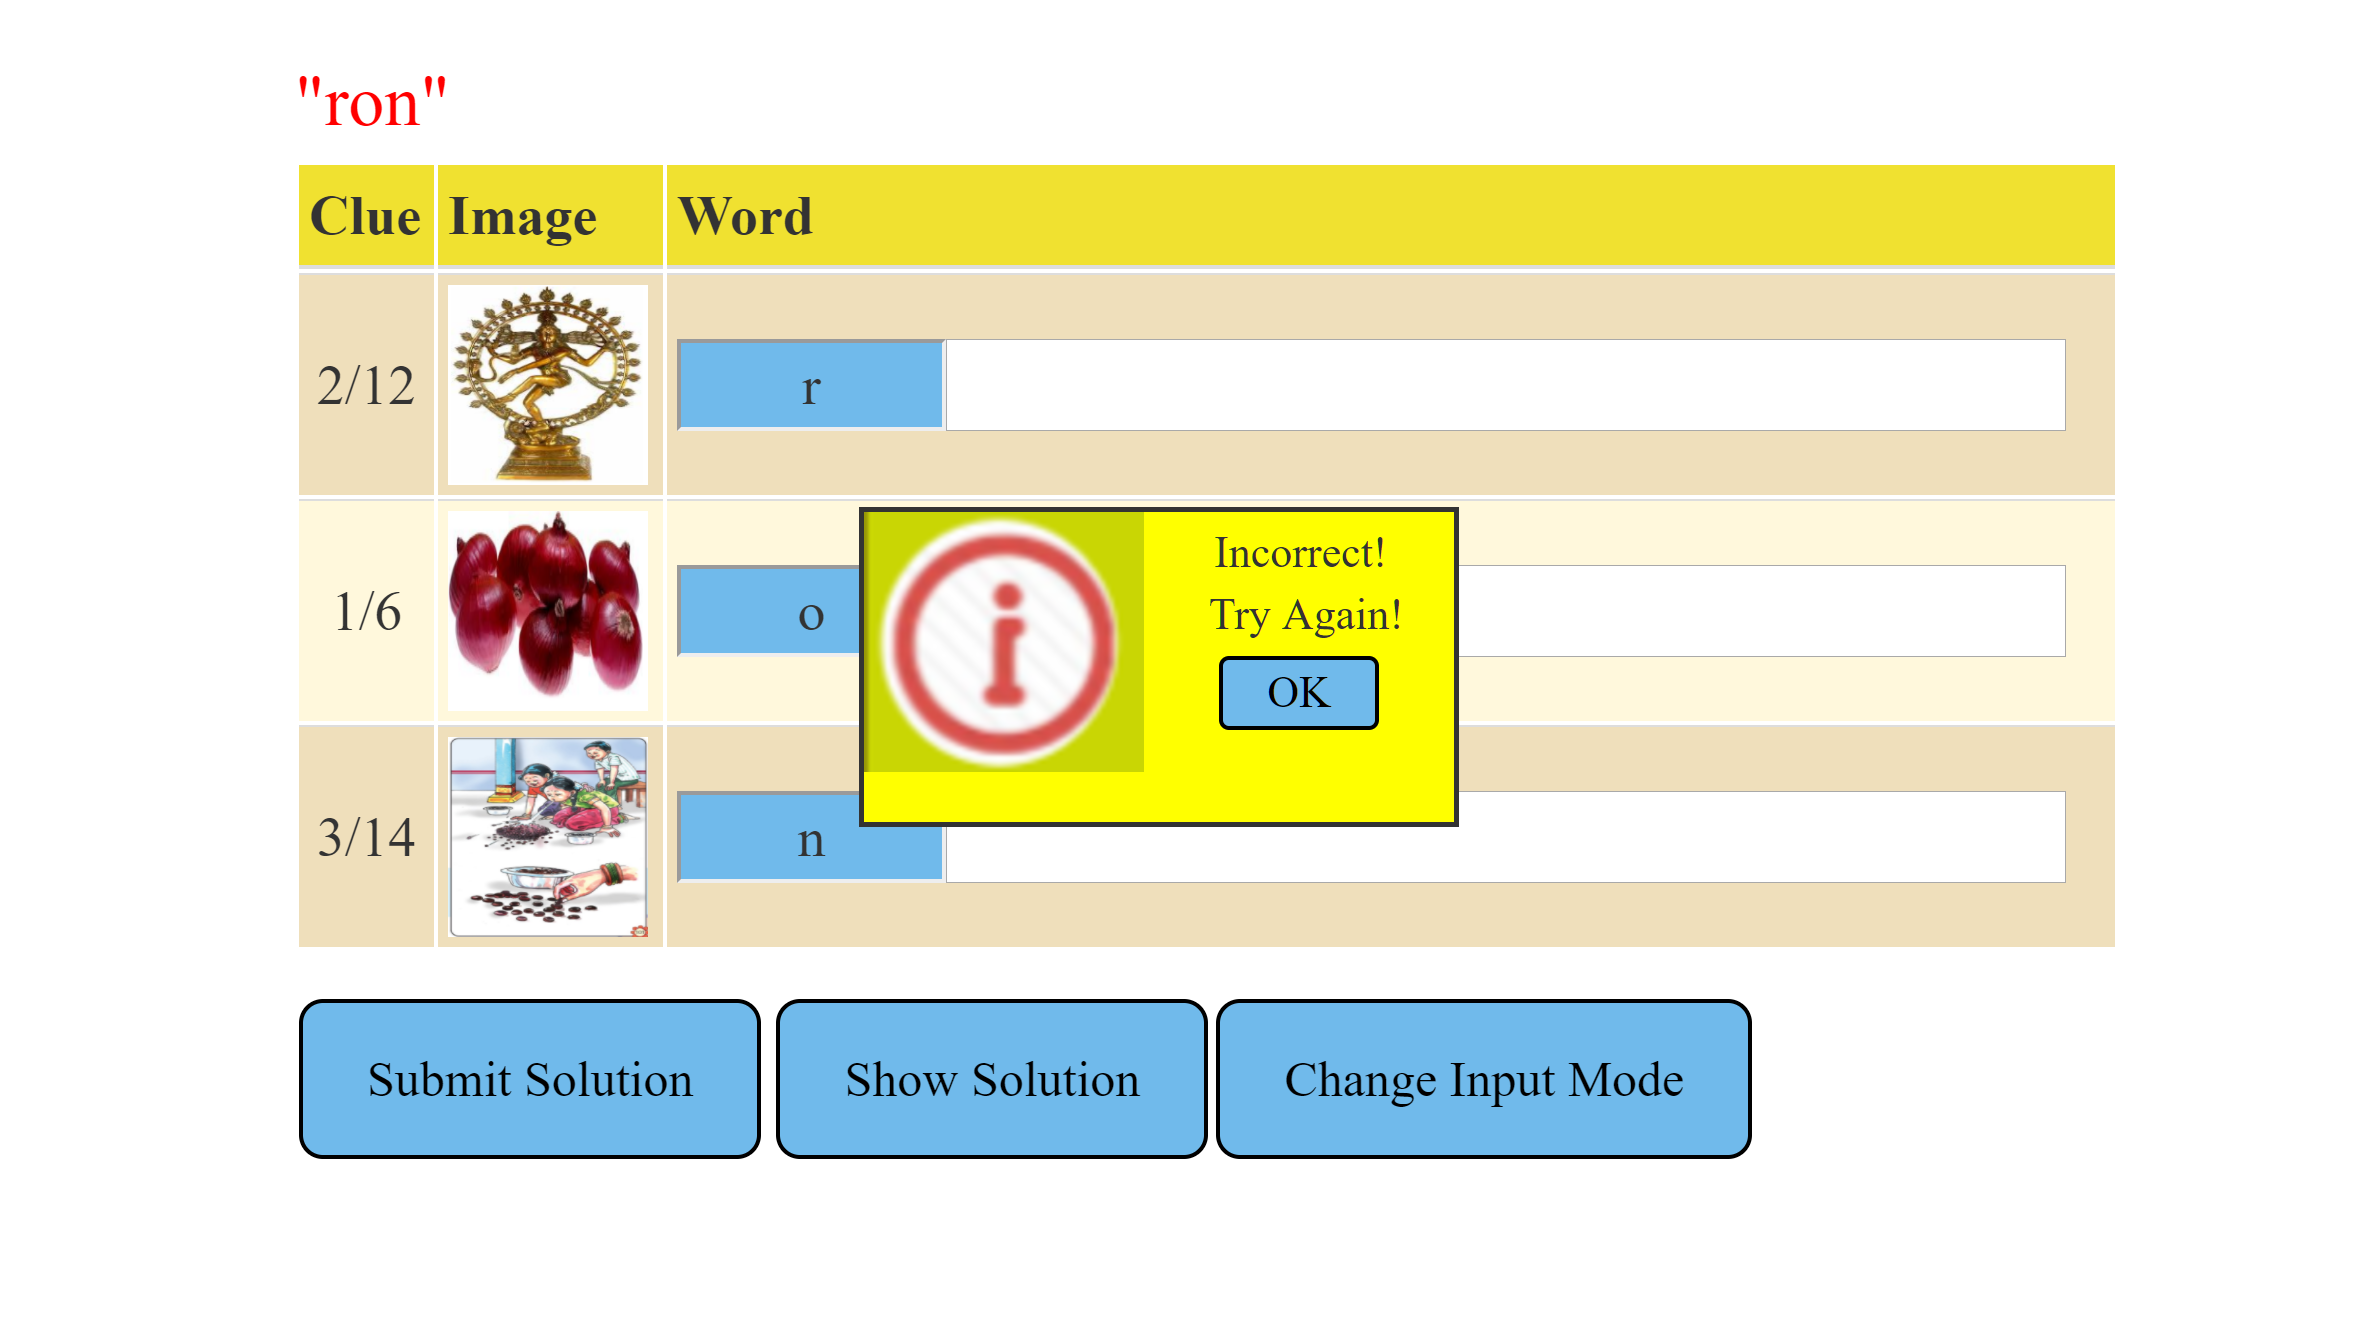 "ron"
Clue Image Word
2/12 r
1/6 o
Incorrect!
Try Again!
OK
3/14 n
Submit Solution Show Solution Change Input Mode